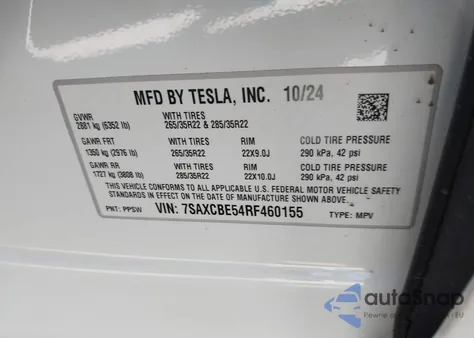 MFD BY TESLA, INC. 10/24
GVWR WITH TIRES
2881 kg (6352 lb) 265/35R22 & 285/35R22
GAWR FRT WITH TIRES RIM COLD TIRE PRESSURE
1350 kg (2976 lb) 265/35R22 22X9.0J 290 kPa, 42 psi
GAWR RR
1727 kg (3808 lb) 285/35R22 22X10.0J 290 kPa, 42 psi
THIS VEHICLE CONFORMS TO ALL APPLICABLE U.S. FEDERAL MOTOR VEHICLE SAFETY
STANDARDS IN EFFECT ON THE DATE OF MANUFACTURE SHOWN ABOVE.
PNT: PPSW VIN: 7SAXCBE54RF460155 TYPE: MPV
autoSnap
Pewne auto z USA i EU